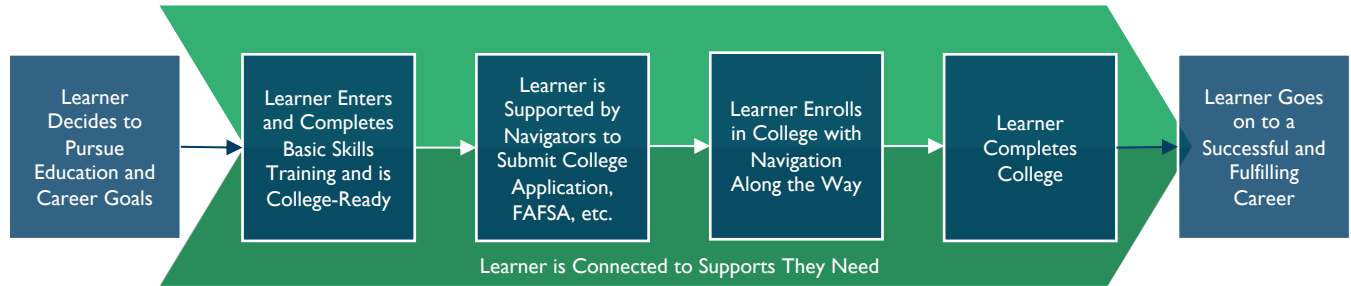 Learner
Decides to
Pursue
Education and
Career Goals
Learner Enters
and Completes
Basic Skills
Training and is
College-Ready
Learner is
Supported by
Navigators to
Submit College
Application,
FAFSA, etc.
Learner Enrolls
in College with
Navigation
Along the Way
Learner
Completes
College
Learner Goes
on to a
Successful and
Fulfilling
Career
Learner is Connected to Supports They Need